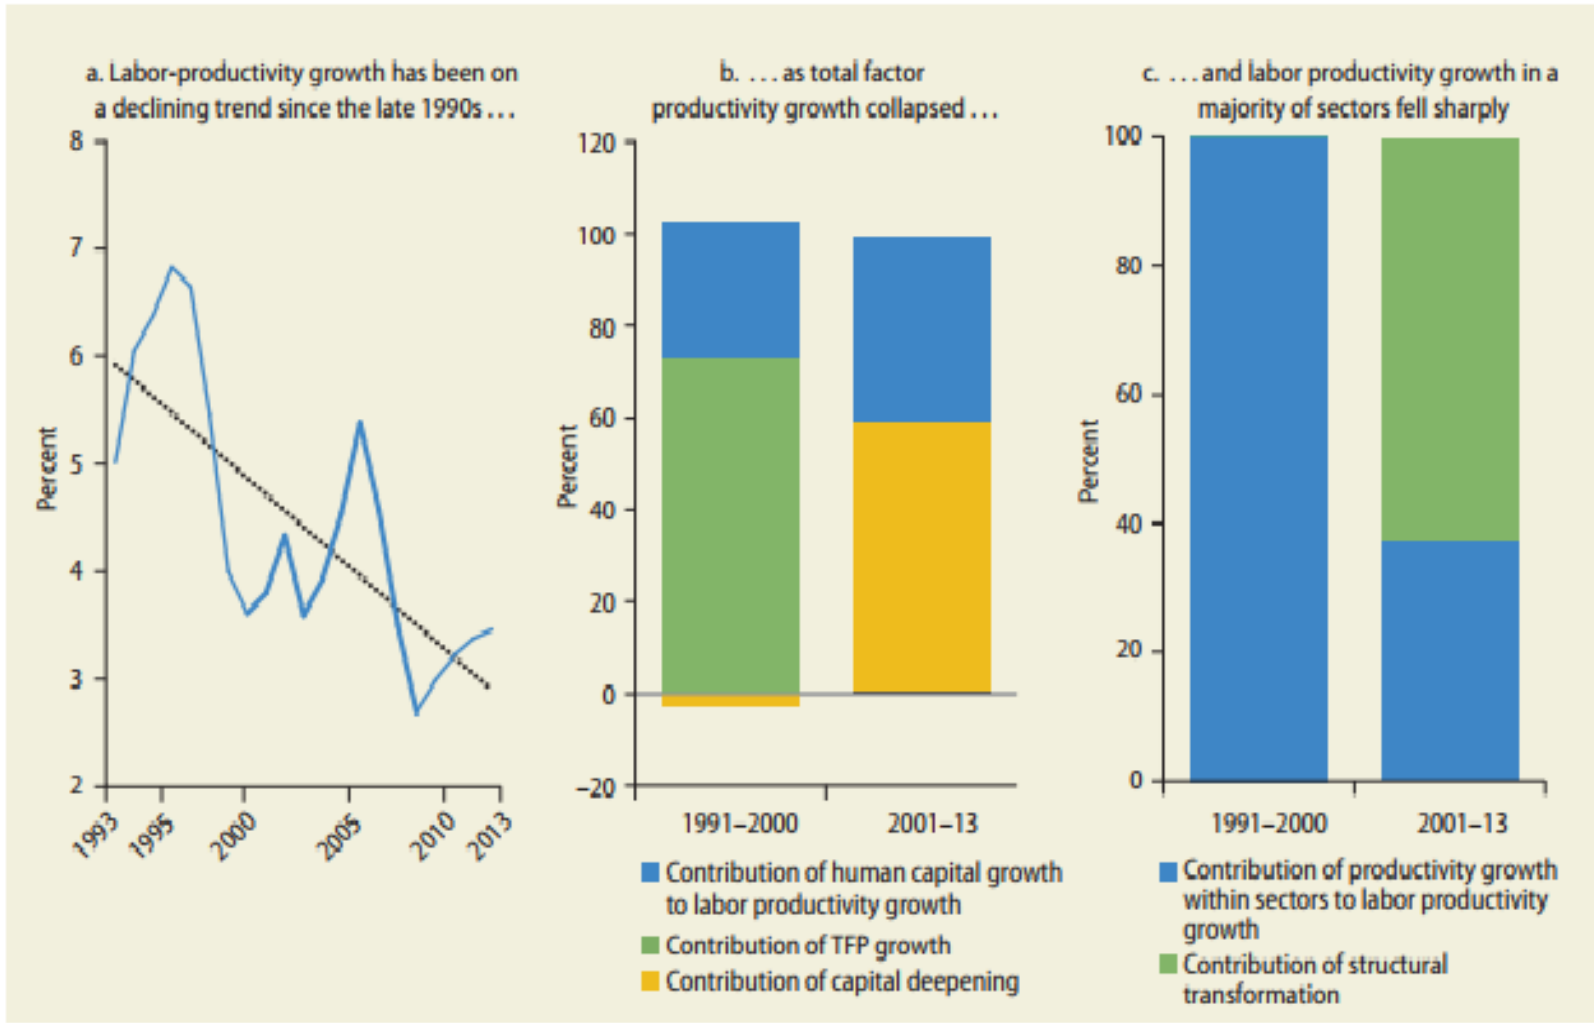 a. Labor-productivity growth has been on
a declining trend since the late 1990s . . .
8
7
6
5
4
3
2
Percent
1993
1995
2000
2005
2010
2013
b. . . . as total factor
productivity growth collapsed . . .
120
100
80
60
40
20
0
–20
Percent
1991–2000
2001–13
Contribution of human capital growth
to labor productivity growth
Contribution of TFP growth
Contribution of capital deepening
c. . . . and labor productivity growth in a
majority of sectors fell sharply
100
80
60
40
20
0
Percent
1991–2000
2001–13
Contribution of productivity growth
within sectors to labor productivity
growth
Contribution of structural
transformation